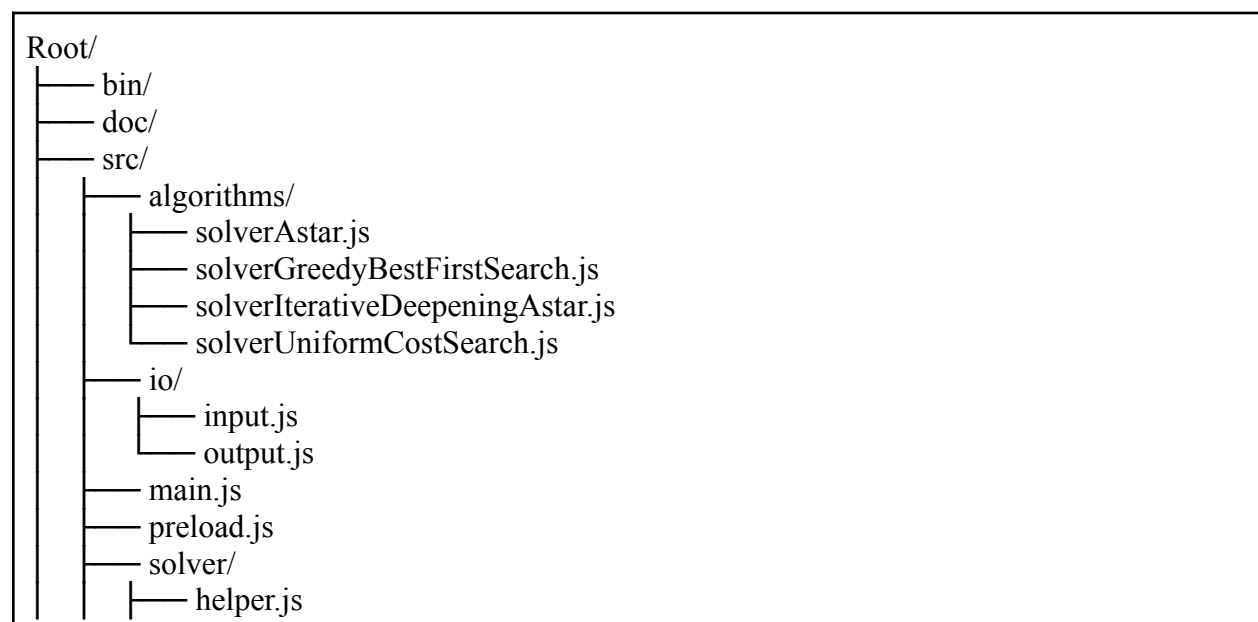 Root/
bin/
doc/
src/
algorithms/
solverAstar.js
solverGreedyBestFirstSearch.js
solverIterativeDeepeningAstar.js
solverUniformCostSearch.js
io/
input.js
output.js
main.js
preload.js
solver/
helper.js